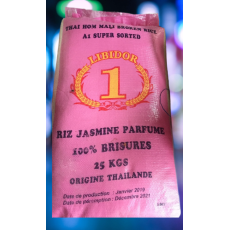 THAI HOM MALI BROKEN RICE
A1 SUPER SORTED
LIBIDOR
1
RIZ JASMINE PARFUME
100% BRISURES
25 KGS
ORIGINE THAILANDE
Date de production : Janvier 2019
Date de péremption : Décembre 2021